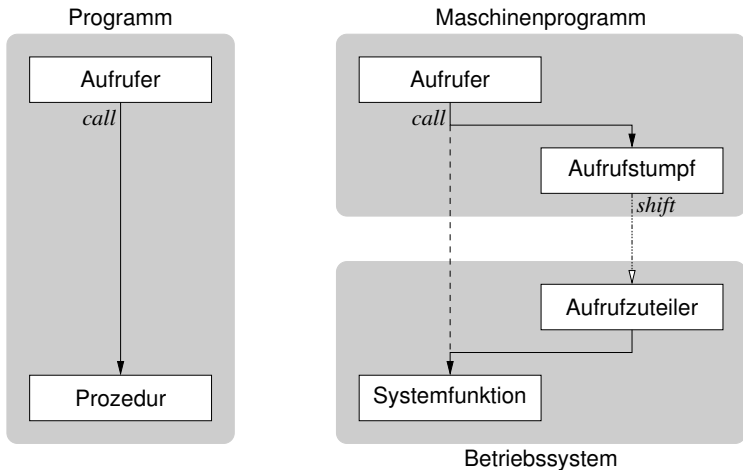 Programm
Aufrufer
call
Prozedur
Maschinenprogramm
Aufrufer
call
Aufrufstumpf
shift
Aufrufzuteiler
Systemfunktion
Betriebssystem